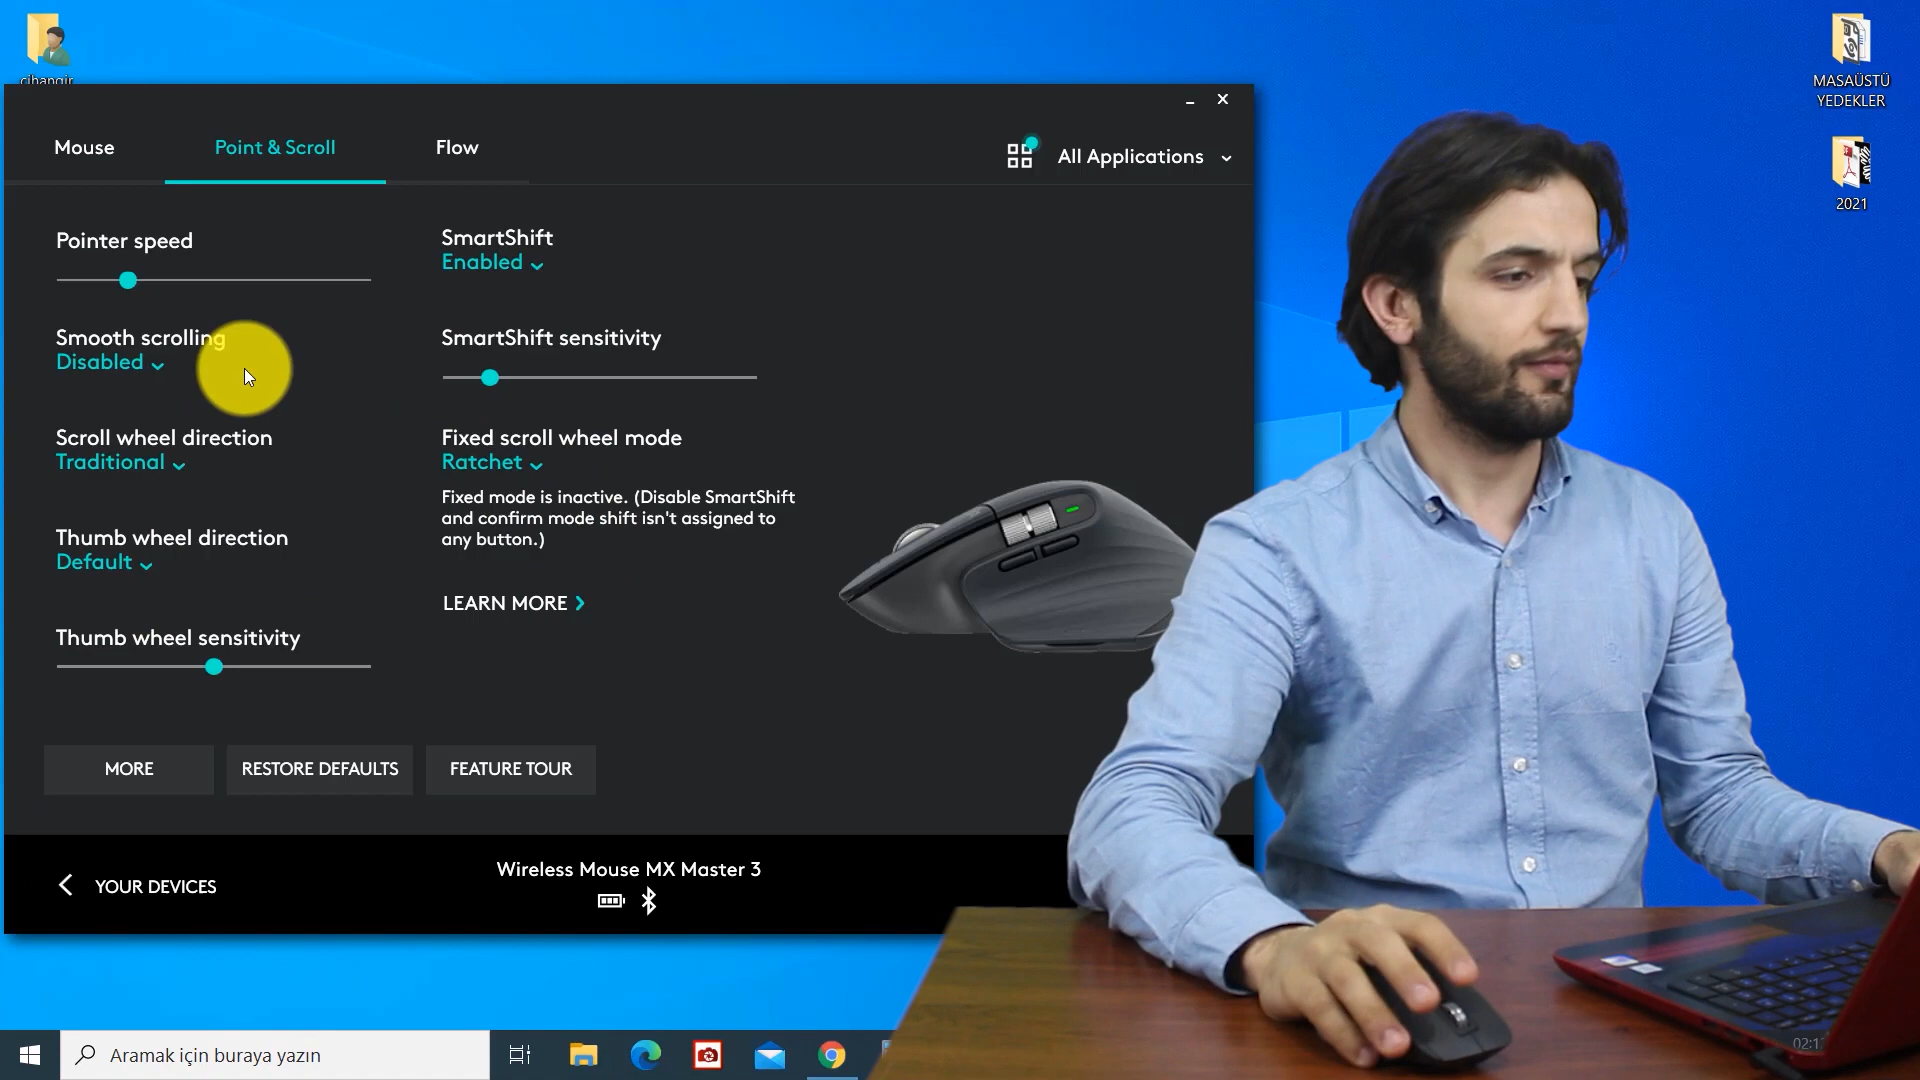 cihangir
MASAÜSTÜ
YEDEKLER
2021
Mouse
Point & Scroll
Flow
All Applications
Pointer speed
Smooth scrolling
Disabled
Scroll wheel direction
Traditional
Thumb wheel direction
Default
Thumb wheel sensitivity
SmartShift
Enabled
SmartShift sensitivity
Fixed scroll wheel mode
Ratchet
Fixed mode is inactive. (Disable SmartShift
and confirm mode shift isn't assigned to
any button.)
LEARN MORE
MORE
RESTORE DEFAULTS
FEATURE TOUR
YOUR DEVICES
Wireless Mouse MX Master 3
Aramak için buraya yazın